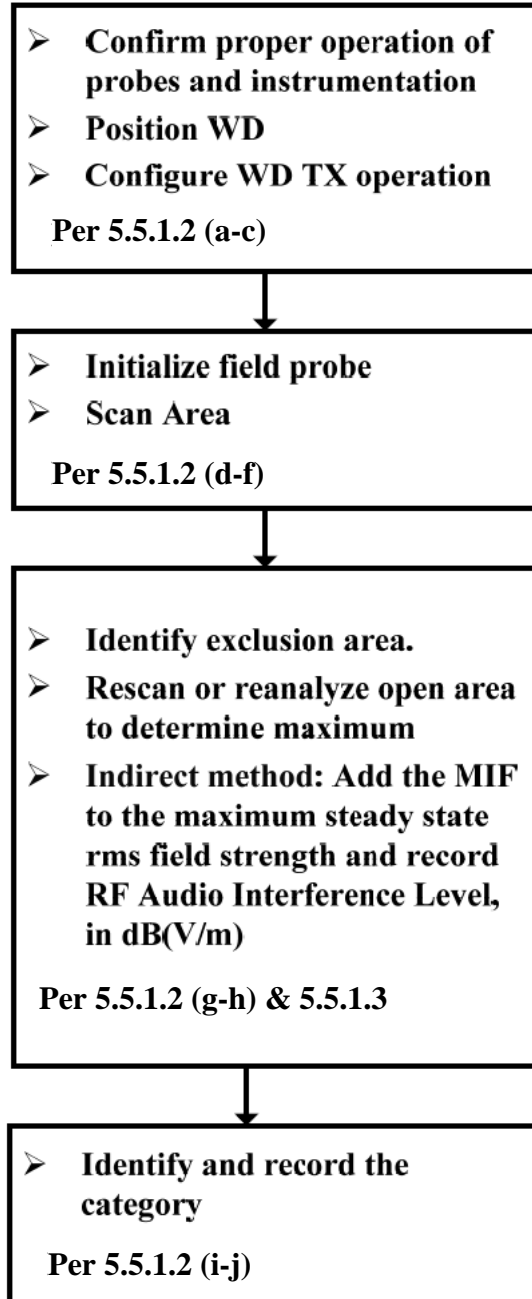 ➢ Confirm proper operation of
probes and instrumentation
➢ Position WD
➢ Configure WD TX operation
Per 5.5.1.2 (a-c)
➢ Initialize field probe
➢ Scan Area
Per 5.5.1.2 (d-f)
➢ Identify exclusion area.
➢ Rescan or reanalyze open area
to determine maximum
➢ Indirect method: Add the MIF
to the maximum steady state
rms field strength and record
RF Audio Interference Level,
in dB(V/m)
Per 5.5.1.2 (g-h) & 5.5.1.3
➢ Identify and record the
category
Per 5.5.1.2 (i-j)